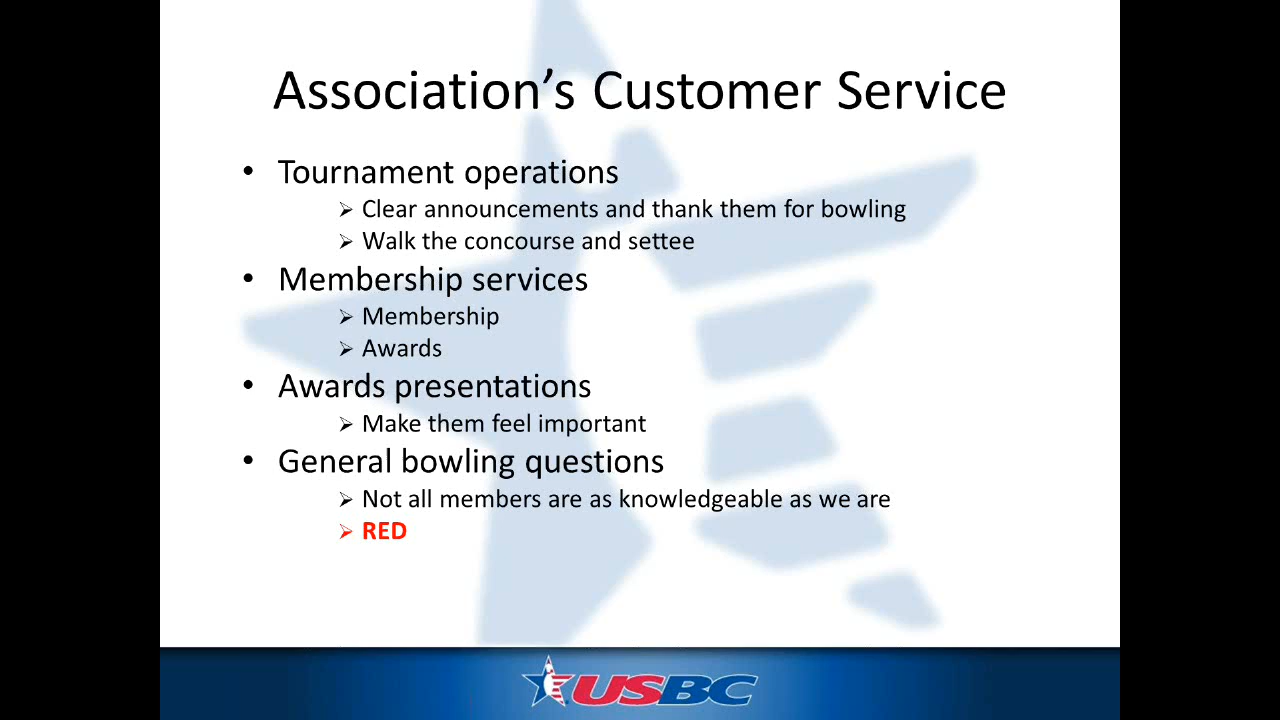 Association’s Customer Service
• Tournament operations
➢ Clear announcements and thank them for bowling
➢ Walk the concourse and settee
• Membership services
➢ Membership
➢ Awards
• Awards presentations
➢ Make them feel important
• General bowling questions
➢ Not all members are as knowledgeable as we are
➢ RED
USBC